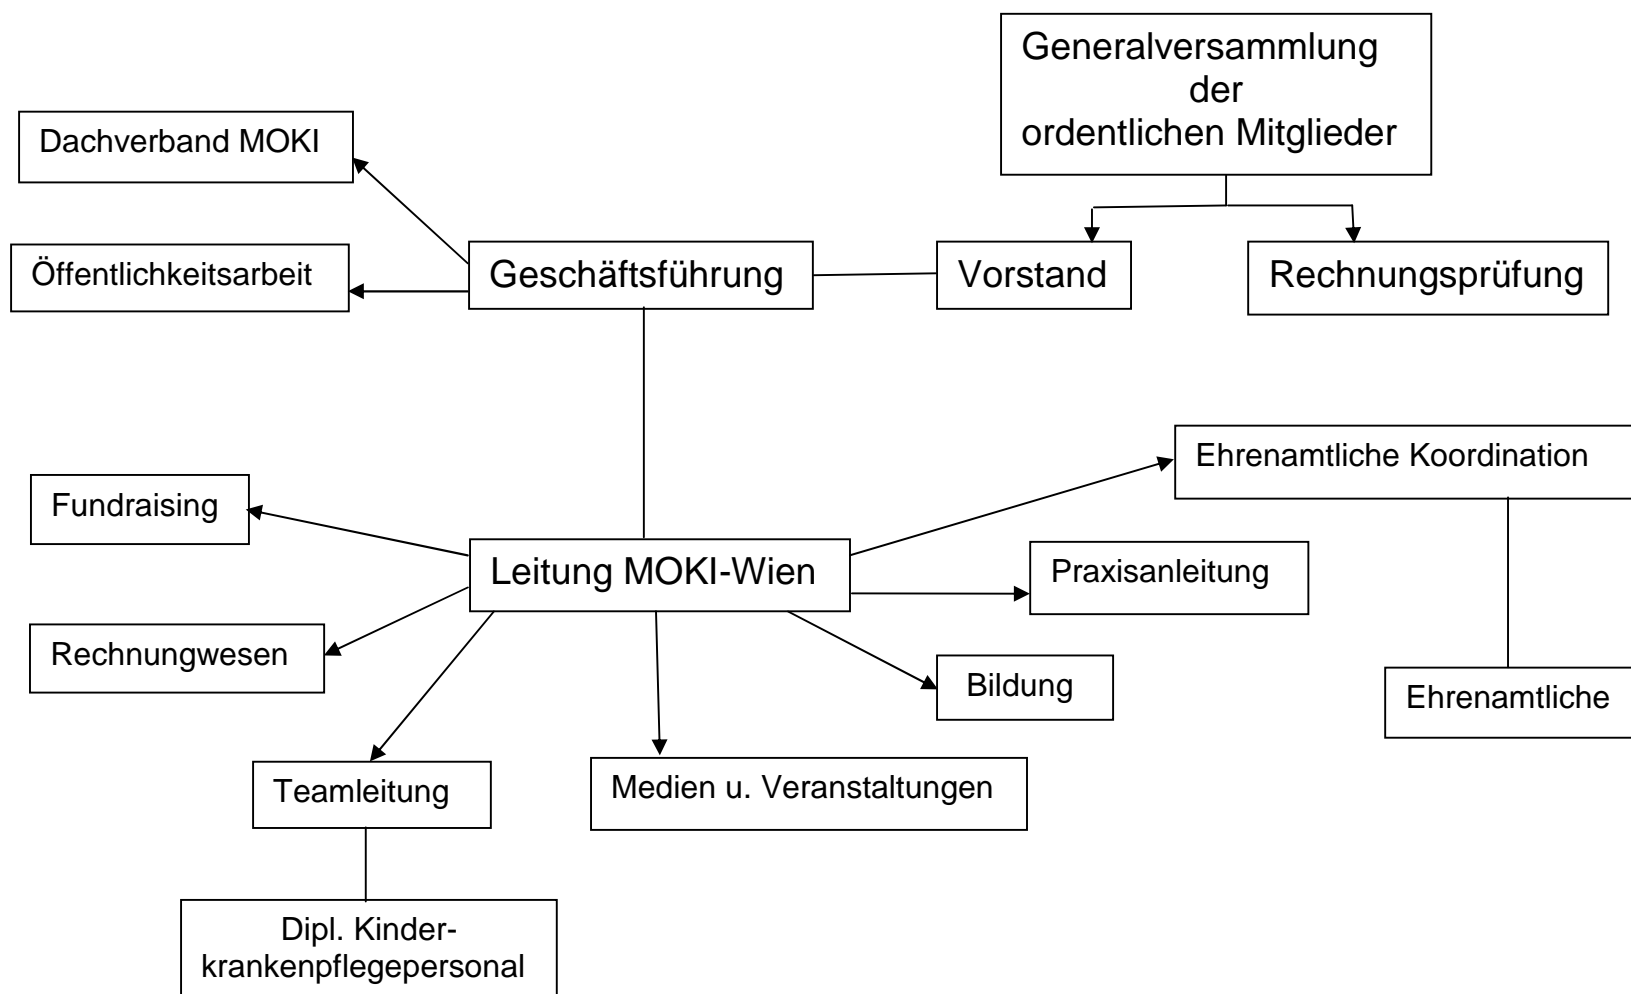 Generalversammlung
der
ordentlichen Mitglieder
Dachverband MOKI
Öffentlichkeitsarbeit
Geschäftsführung
Vorstand
Rechnungsprüfung
Ehrenamtliche Koordination
Fundraising
Leitung MOKI-Wien
Praxisanleitung
Rechnungwesen
Bildung
Ehrenamtliche
Teamleitung
Medien u. Veranstaltungen
Dipl. Kinder-
krankenpflegepersonal